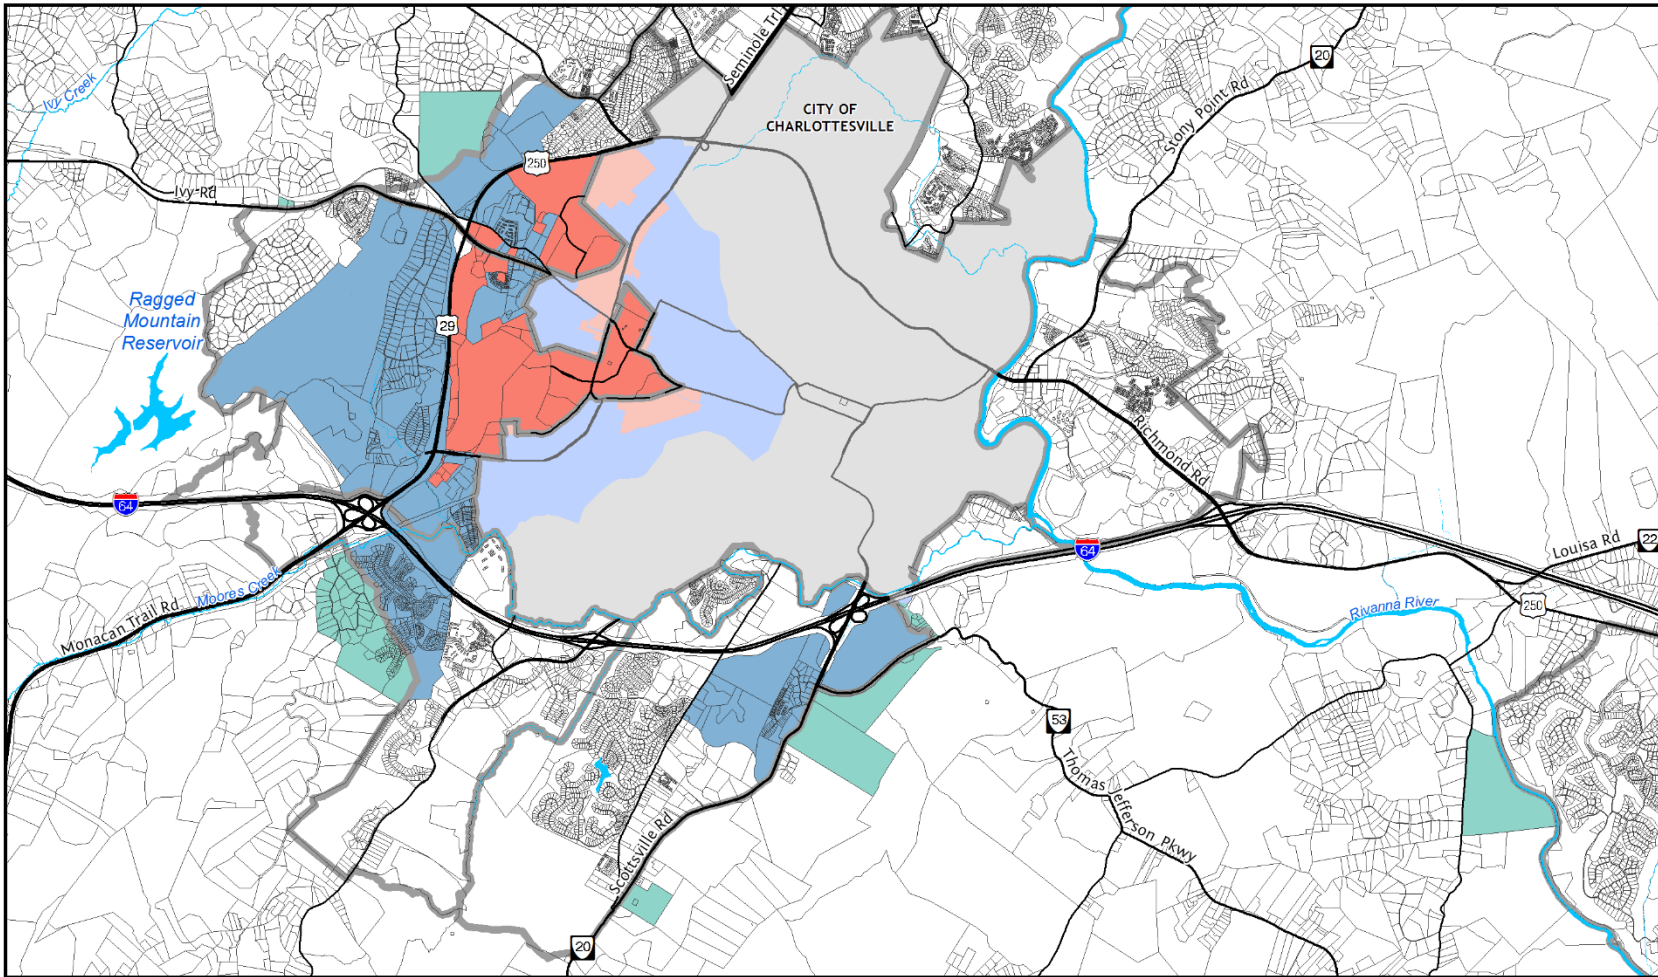 Seminole Trl
20
Ivy Creek
CITY OF
CHARLOTTESVILLE
Stony Point Rd
250
Ivy Rd
Ragged
Mountain
Reservoir
29
Richmond Rd
64
64
Louisa Rd
22
Moores Creek
Monacan Trail Rd
Rivanna River
250
53
Thomas Jefferson Pkwy
Scottsville Rd
20